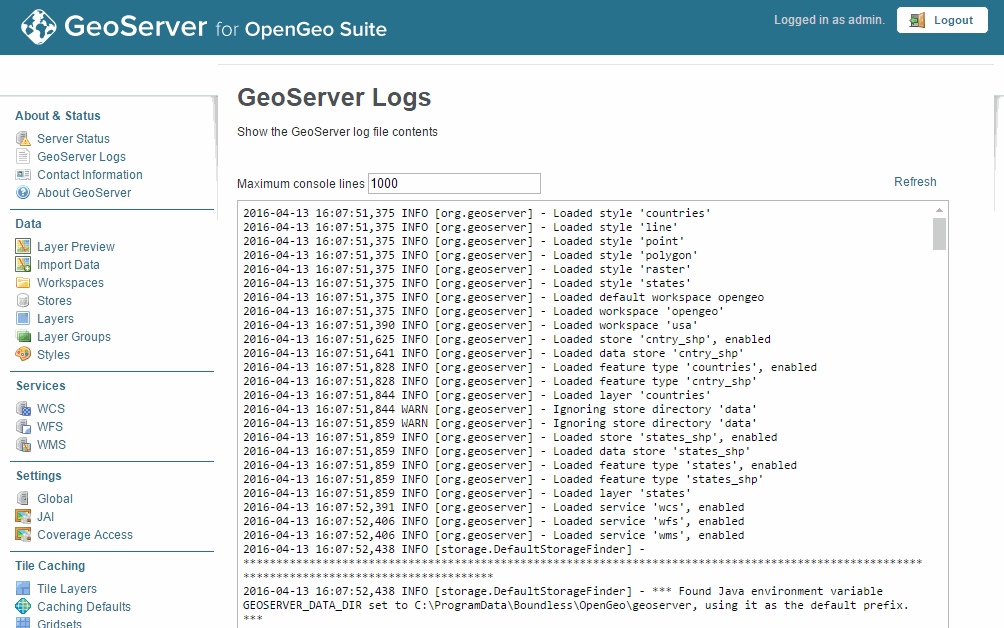 GeoServer for OpenGeo Suite
Logged in as admin.
Logout
About & Status
Server Status
GeoServer Logs
Contact Information
About GeoServer
Data
Layer Preview
Import Data
Workspaces
Stores
Layers
Layer Groups
Styles
Services
WCS
WFS
WMS
Settings
Global
JAI
Coverage Access
Tile Caching
Tile Layers
Caching Defaults
Gridsets
GeoServer Logs
Show the GeoServer log file contents
Maximum console lines 1000
Refresh
2016-04-13 16:07:51,375 INFO [org.geoserver] - Loaded style 'countries'
2016-04-13 16:07:51,375 INFO [org.geoserver] - Loaded style 'line'
2016-04-13 16:07:51,375 INFO [org.geoserver] - Loaded style 'point'
2016-04-13 16:07:51,375 INFO [org.geoserver] - Loaded style 'polygon'
2016-04-13 16:07:51,375 INFO [org.geoserver] - Loaded style 'raster'
2016-04-13 16:07:51,375 INFO [org.geoserver] - Loaded style 'states'
2016-04-13 16:07:51,375 INFO [org.geoserver] - Loaded default workspace opengeo
2016-04-13 16:07:51,375 INFO [org.geoserver] - Loaded workspace 'opengeo'
2016-04-13 16:07:51,390 INFO [org.geoserver] - Loaded workspace 'usa'
2016-04-13 16:07:51,625 INFO [org.geoserver] - Loaded store 'cntry_shp', enabled
2016-04-13 16:07:51,641 INFO [org.geoserver] - Loaded data store 'cntry_shp'
2016-04-13 16:07:51,828 INFO [org.geoserver] - Loaded feature type 'countries', enabled
2016-04-13 16:07:51,828 INFO [org.geoserver] - Loaded feature type 'cntry_shp'
2016-04-13 16:07:51,844 INFO [org.geoserver] - Loaded layer 'countries'
2016-04-13 16:07:51,844 WARN [org.geoserver] - Ignoring store directory 'data'
2016-04-13 16:07:51,859 WARN [org.geoserver] - Ignoring store directory 'data'
2016-04-13 16:07:51,859 INFO [org.geoserver] - Loaded store 'states_shp', enabled
2016-04-13 16:07:51,859 INFO [org.geoserver] - Loaded data store 'states_shp'
2016-04-13 16:07:51,859 INFO [org.geoserver] - Loaded feature type 'states', enabled
2016-04-13 16:07:51,859 INFO [org.geoserver] - Loaded feature type 'states_shp'
2016-04-13 16:07:51,859 INFO [org.geoserver] - Loaded layer 'states'
2016-04-13 16:07:52,391 INFO [org.geoserver] - Loaded service 'wcs', enabled
2016-04-13 16:07:52,406 INFO [org.geoserver] - Loaded service 'wfs', enabled
2016-04-13 16:07:52,406 INFO [org.geoserver] - Loaded service 'wms', enabled
2016-04-13 16:07:52,438 INFO [storage.DefaultStorageFinder] -
*******************************************************************************************************
**************************************
2016-04-13 16:07:52,438 INFO [storage.DefaultStorageFinder] - *** Found Java environment variable
GEOSERVER_DATA_DIR set to C:\ProgramData\Boundless\OpenGeo\geoserver, using it as the default prefix.
***